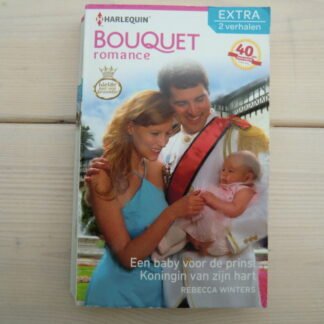 HARLEQUIN
EXTRA
2 verhalen
BOUQUET
romance
40
Een baby voor de prins
Koningin van zijn hart
REBECCA WINTERS